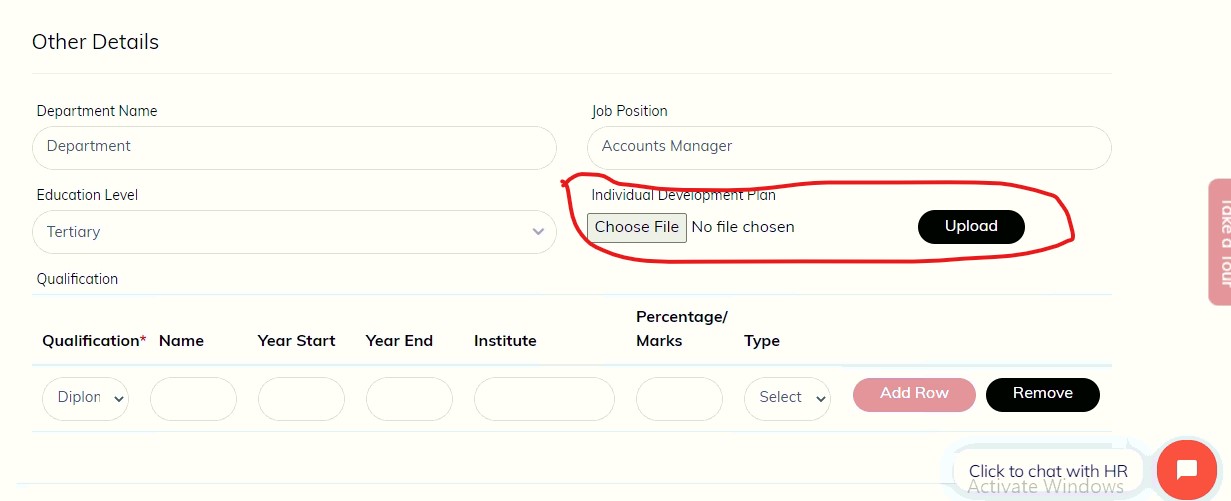 Other Details
Department Name
Job Position
Department
Accounts Manager
Education Level
Individual Development Plan
Tertiary
Choose File No file chosen
Upload
Take a Tour
Qualification
Qualification* Name Year Start Year End Institute Percentage/
Marks Type
Diplon
Select
Add Row
Remove
Click to chat with HR
Activate Windows